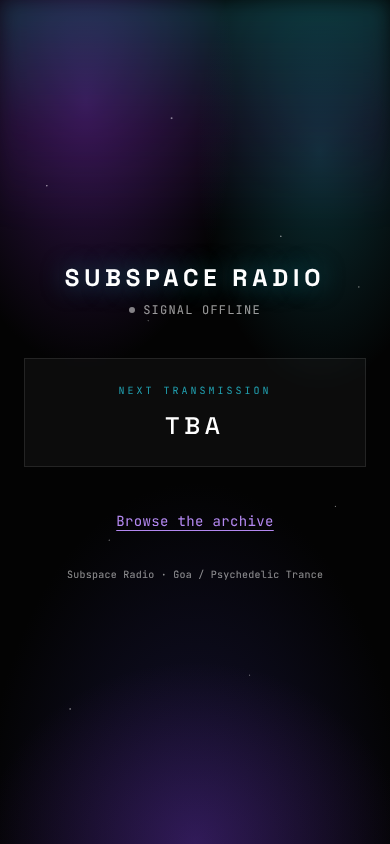 SUBSPACE RADIO
SIGNAL OFFLINE
NEXT TRANSMISSION
TBA
Browse the archive
Subspace Radio · Goa / Psychedelic Trance